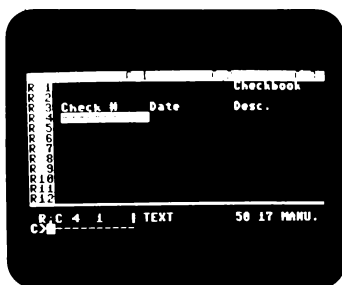 R 1 Checkbook
R 2
R 3 Check # Date Desc.
R 4
R 5
R 6
R 7
R 8
R 9
R10
R11
R12
R;C 4 1 TEXT 50 17 MANU.
C>